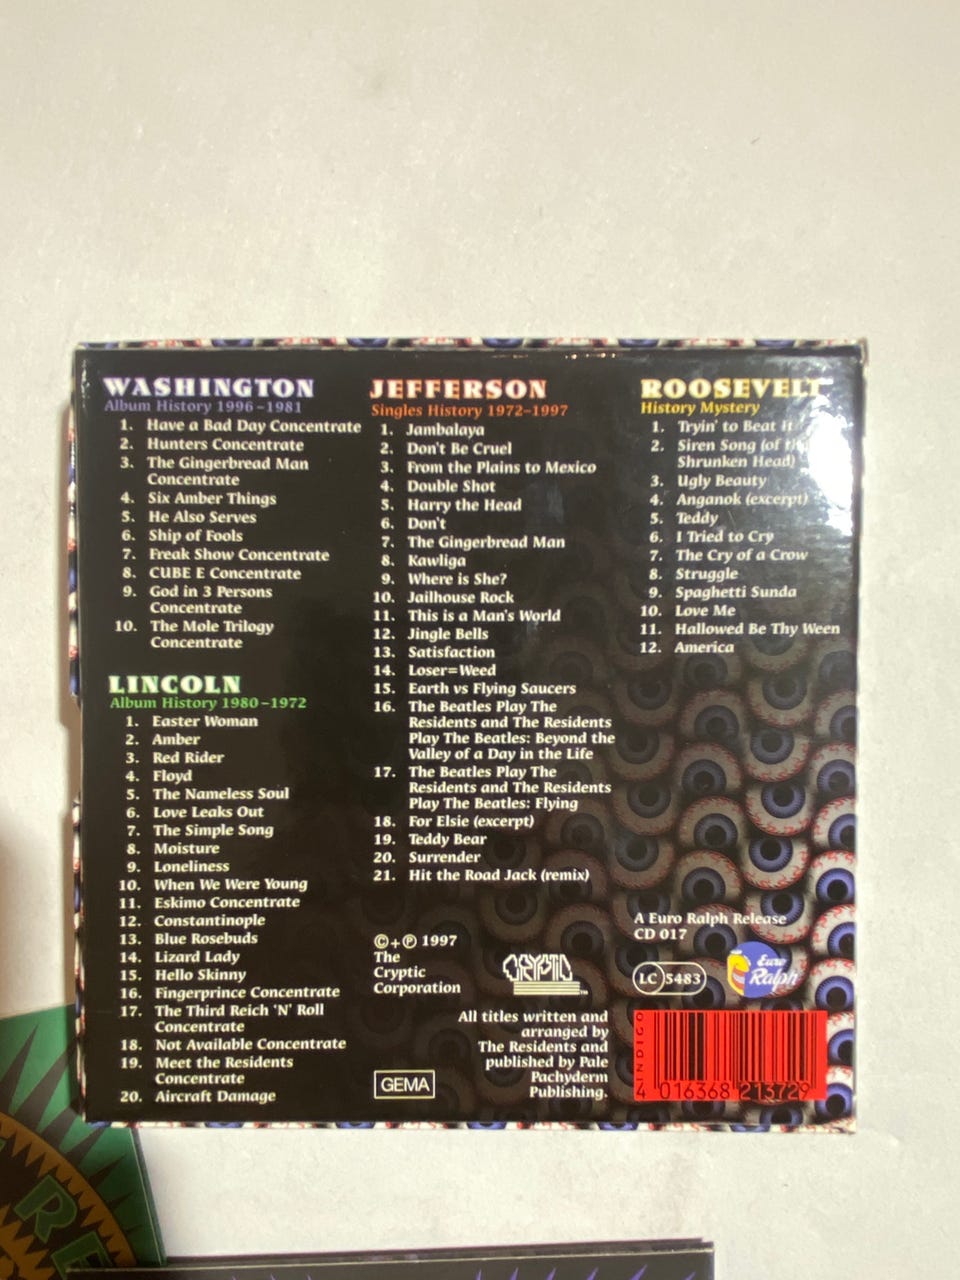 WASHINGTON
Album History 1996-1981
1. Have a Bad Day Concentrate
2. Hunters Concentrate
3. The Gingerbread Man
Concentrate
4. Six Amber Things
5. He Also Serves
6. Ship of Fools
7. Freak Show Concentrate
8. CUBE E Concentrate
9. God in 3 Persons
Concentrate
10. The Mole Trilogy
Concentrate
LINCOLN
Album History 1980-1972
1. Easter Woman
2. Amber
3. Red Rider
4. Floyd
5. The Nameless Soul
6. Love Leaks Out
7. The Simple Song
8. Moisture
9. Loneliness
10. When We Were Young
11. Eskimo Concentrate
12. Constantinople
13. Blue Rosebuds
14. Lizard Lady
15. Hello Skinny
16. Fingerprince Concentrate
17. The Third Reich 'N' Roll
Concentrate
18. Not Available Concentrate
19. Meet the Residents
Concentrate
20. Aircraft Damage
JEFFERSON
Singles History 1972-1997
1. Jambalaya
2. Don't Be Cruel
3. From the Plains to Mexico
4. Double Shot
5. Harry the Head
6. Don't
7. The Gingerbread Man
8. Kawliga
9. Where is She?
10. Jailhouse Rock
11. This is a Man's World
12. Jingle Bells
13. Satisfaction
14. Loser=Weed
15. Earth vs Flying Saucers
16. The Beatles Play The
Residents and The Residents
Play The Beatles: Beyond the
Valley of a Day in the Life
17. The Beatles Play The
Residents and The Residents
Play The Beatles: Flying
18. For Elsie (excerpt)
19. Teddy Bear
20. Surrender
21. Hit the Road Jack (remix)
©+℗ 1997
The
Cryptic
Corporation
CRYPTIC
All titles written and
arranged by
The Residents and
published by Pale
Pachyderm
Publishing.
GEMA
ROOSEVELT
History Mystery
1. Tryin' to Beat It
2. Siren Song (of the
Shrunken Head)
3. Ugly Beauty
4. Anganok (excerpt)
5. Teddy
6. I Tried to Cry
7. The Cry of a Crow
8. Struggle
9. Spaghetti Sunda
10. Love Me
11. Hallowed Be Thy Ween
12. America
A Euro Ralph Release
CD 017
LC 5483
Euro
Ralph
INDIGO
4 016368 213729
RE